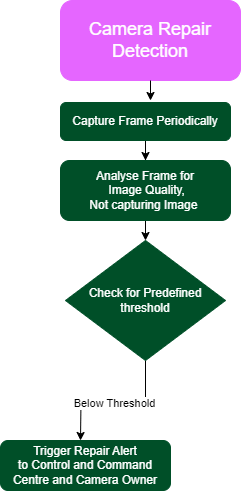 Camera Repair
Detection
Capture Frame Periodically
Analyse Frame for
Image Quality,
Not capturing Image
Check for Predefined
threshold
Below Threshold
Trigger Repair Alert
to Control and Command
Centre and Camera Owner